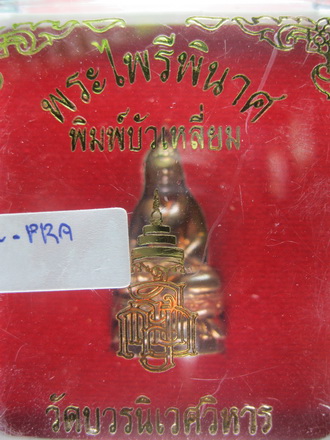 พระไพรีพินาศ
พิมพ์บัวเหลี่ยม
-PRA
วัดบวรนิเวศวิหาร